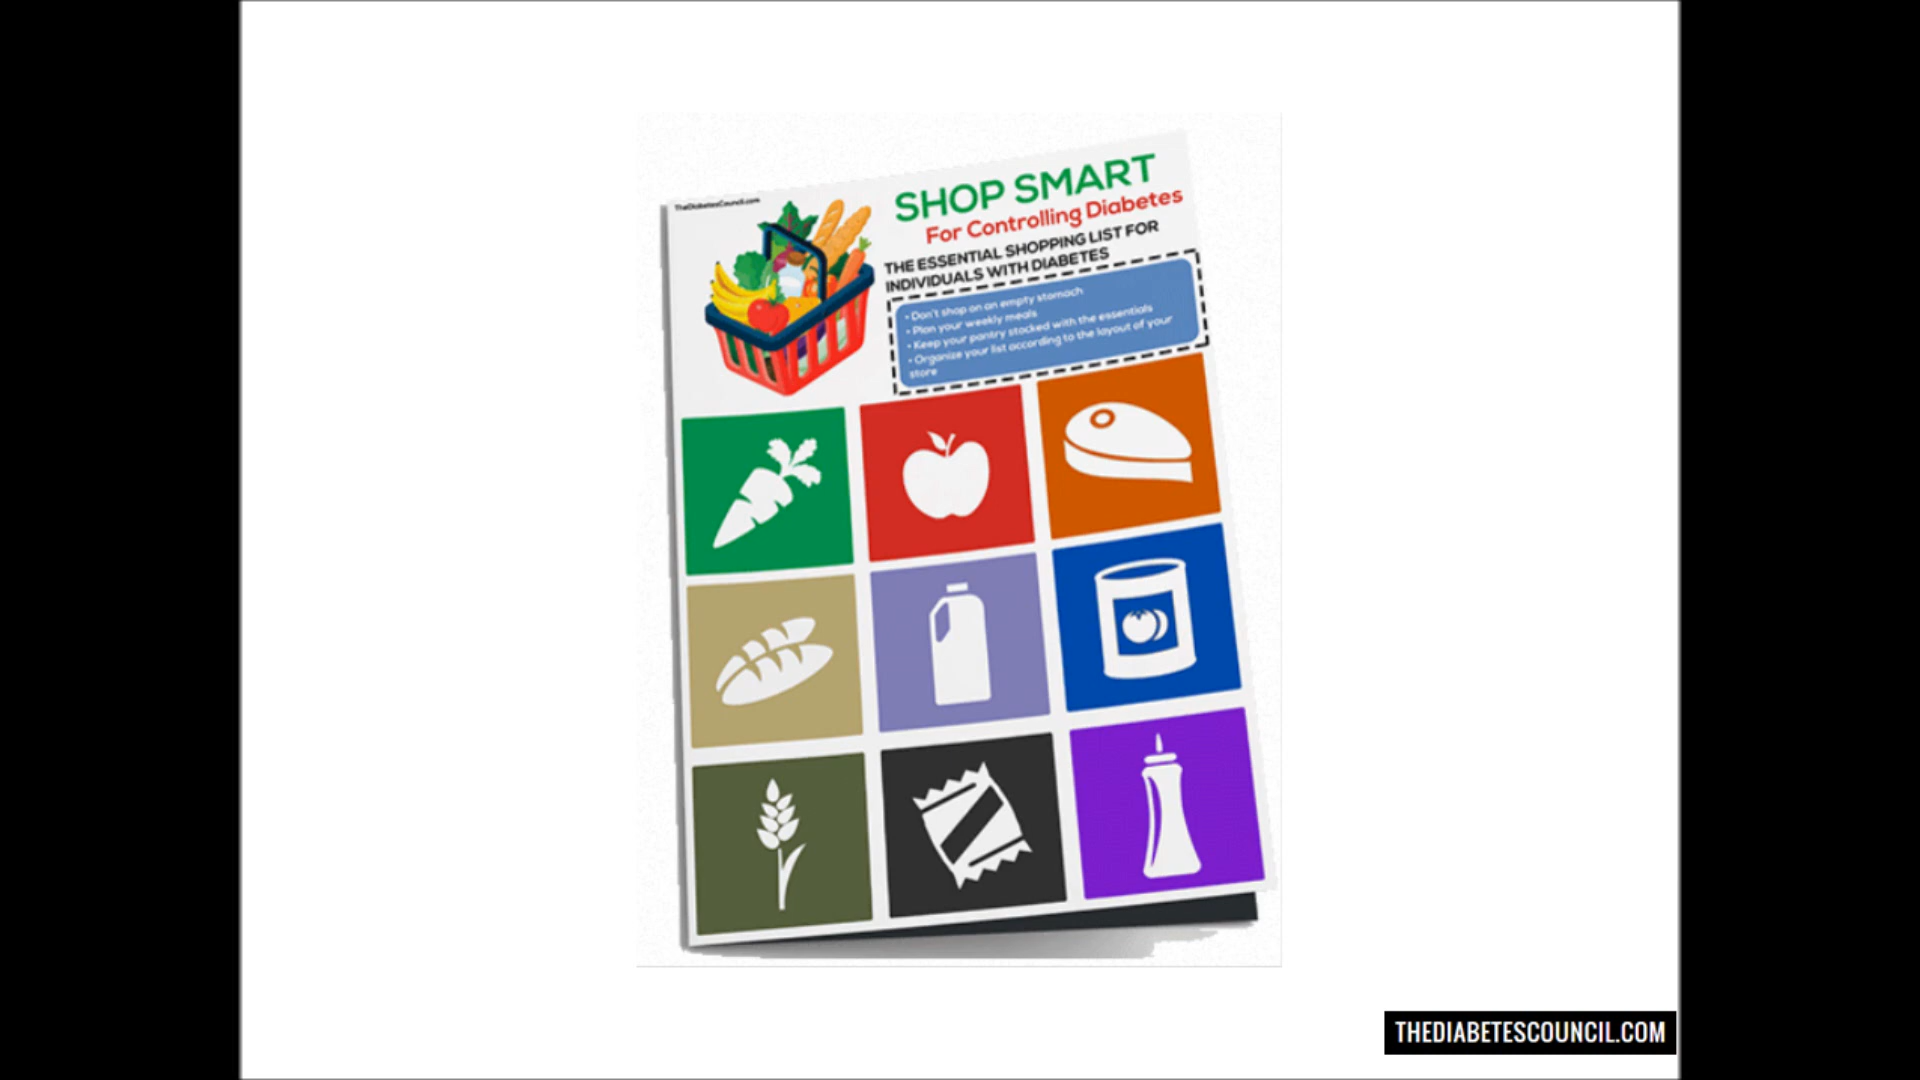 TheDiabetesCouncil.com
SHOP SMART
For Controlling Diabetes
THE ESSENTIAL SHOPPING LIST FOR
INDIVIDUALS WITH DIABETES
• Don't shop on an empty stomach
• Plan your weekly meals
• Keep your pantry stocked with the essentials
• Organize your list according to the layout of your
store
THEDIABETESCOUNCIL.COM